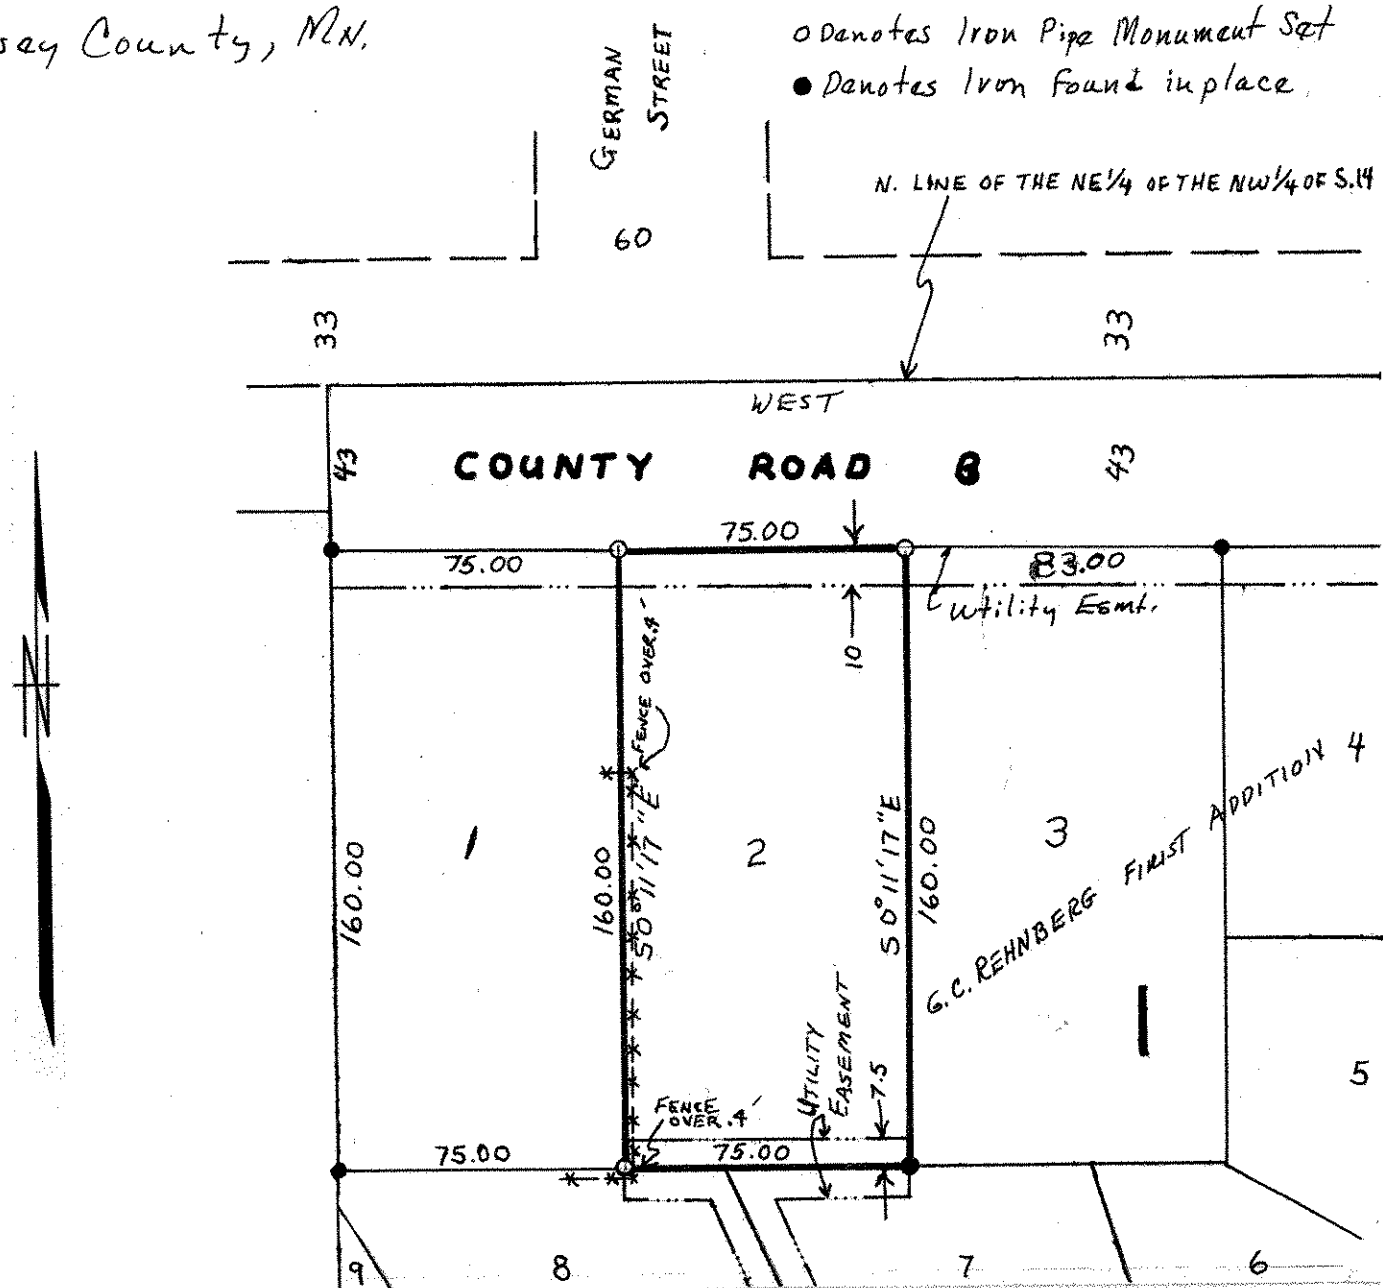 sey County, MN.
GERMAN
STREET
o Denotes Iron Pipe Monument Set
● Denotes Iron Found inplace
N. LINE OF THE NE1/4 OF THE NW1/4 OF S.14
60
33
33
WEST
43
COUNTY ROAD B
43
75.00
75.00
83.00
Utility Esmt.
10
FENCE OVER .4'
N
1
2
3
4
160.00
160.00
S0°11'17"E
S0°11'17"E
160.00
G.C. REHNBERG FIRIST ADDITION
5
UTILITY
EASEMENT
7.5
FENCE
OVER .4'
75.00
75.00
9
8
7
6